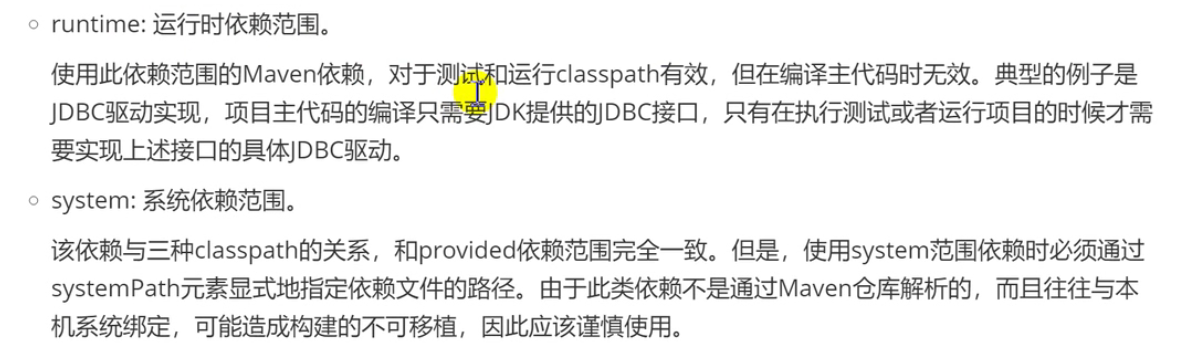 runtime: 运行时依赖范围。
使用此依赖范围的Maven依赖，对于测试和运行classpath有效，但在编译主代码时无效。典型的例子是
JDBC驱动实现，项目主代码的编译只需要JDK提供的JDBC接口，只有在执行测试或者运行项目的时候才需
要实现上述接口的具体JDBC驱动。
system: 系统依赖范围。
该依赖与三种classpath的关系，和provided依赖范围完全一致。但是，使用system范围依赖时必须通过
systemPath元素显式地指定依赖文件的路径。由于此类依赖不是通过Maven仓库解析的，而且往往与本
机系统绑定，可能造成构建的不可移植，因此应该谨慎使用。